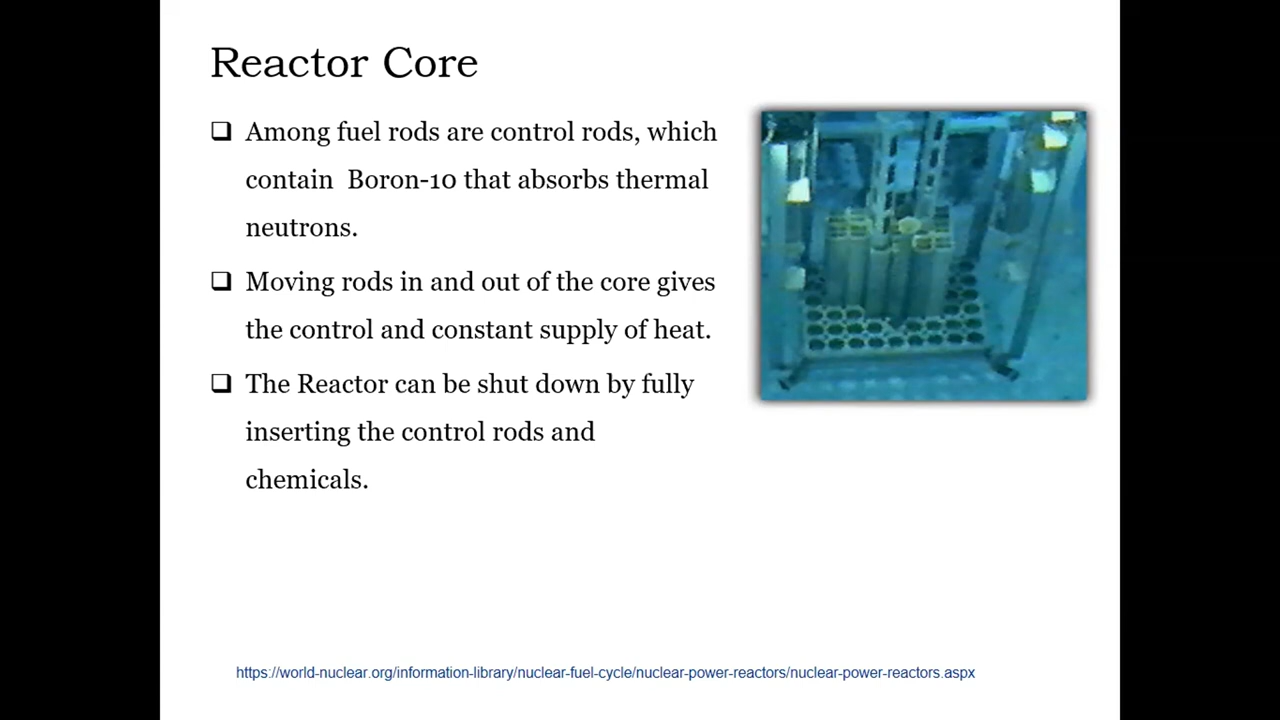 Reactor Core
Among fuel rods are control rods, which
contain  Boron-10 that absorbs thermal
neutrons.
Moving rods in and out of the core gives
the control and constant supply of heat.
The Reactor can be shut down by fully
inserting the control rods and
chemicals.
https://world-nuclear.org/information-library/nuclear-fuel-cycle/nuclear-power-reactors/nuclear-power-reactors.aspx